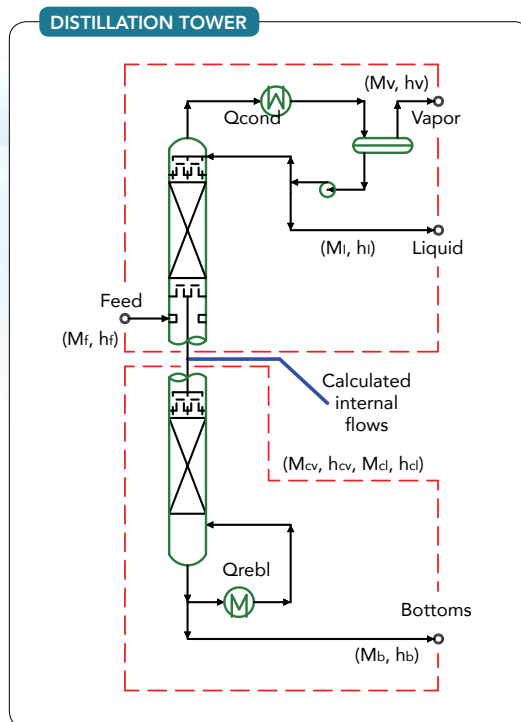 DISTILLATION TOWER
(Mv, hv)
Qcond
Vapor
(Ml, hl)
Liquid
Feed
(Mf, hf)
Calculated
internal
flows
(Mcv, hcv, Mcl, hcl)
Qrebl
Bottoms
(Mb, hb)